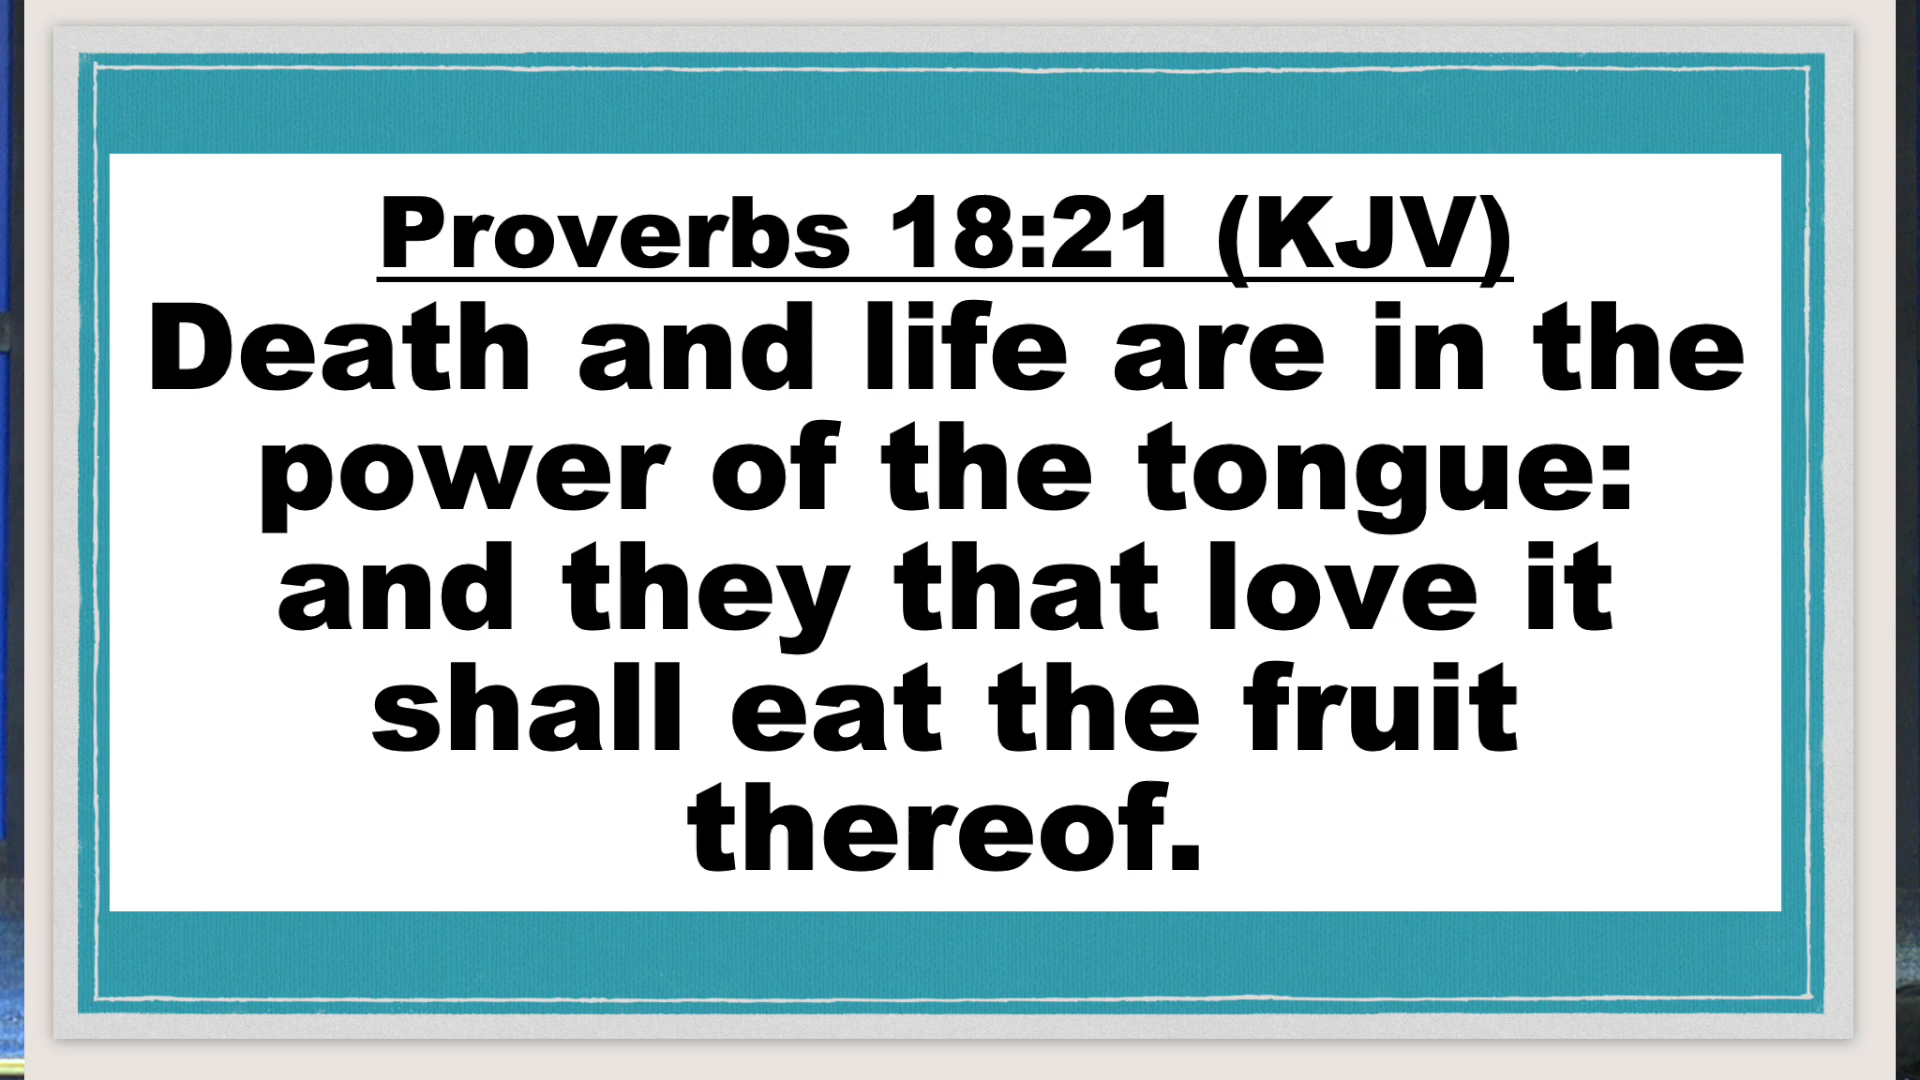 Proverbs 18:21 (KJV)
Death and life are in the
power of the tongue:
and they that love it
shall eat the fruit
thereof.